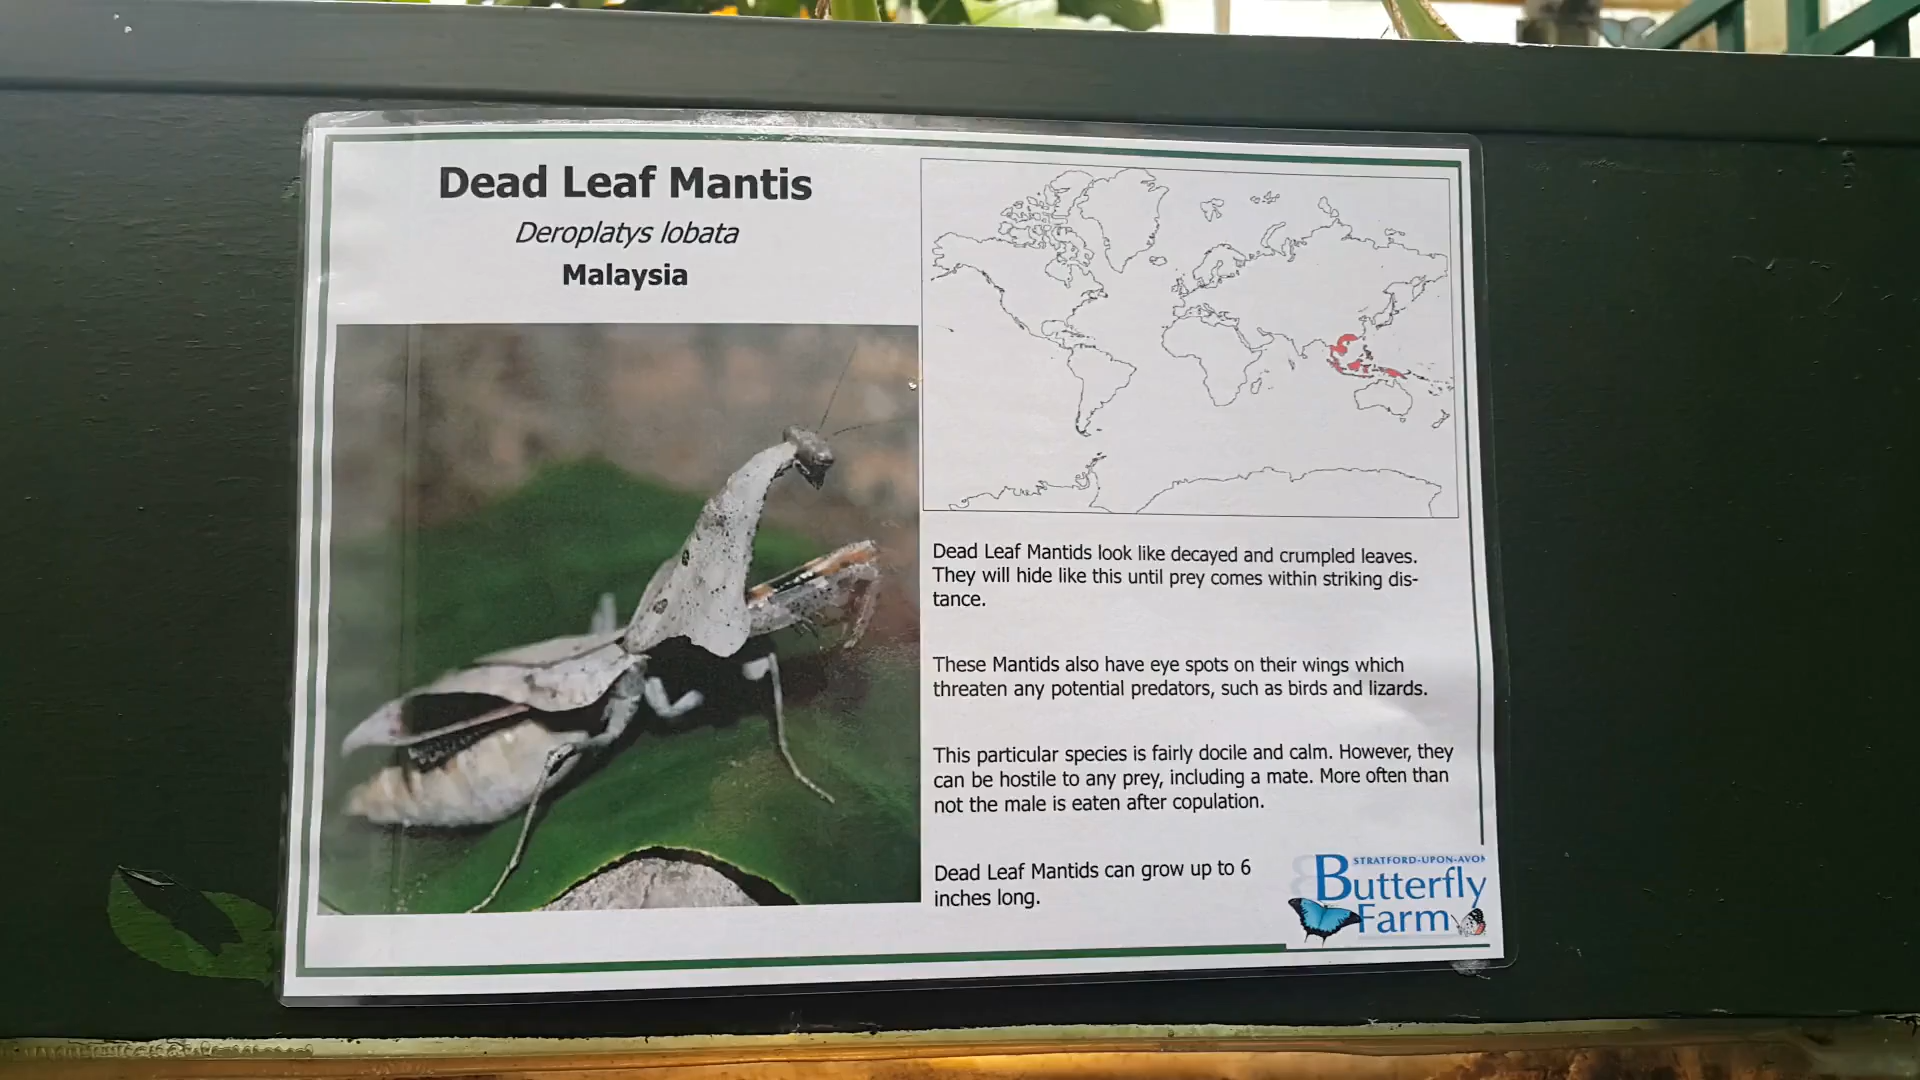 Dead Leaf Mantis
Deroplatys lobata
Malaysia
Dead Leaf Mantids look like decayed and crumpled leaves.
They will hide like this until prey comes within striking dis-
tance.
These Mantids also have eye spots on their wings which
threaten any potential predators, such as birds and lizards.
This particular species is fairly docile and calm. However, they
can be hostile to any prey, including a mate. More often than
not the male is eaten after copulation.
Dead Leaf Mantids can grow up to 6
inches long.
STRATFORD-UPON-AVON
Butterfly
Farm